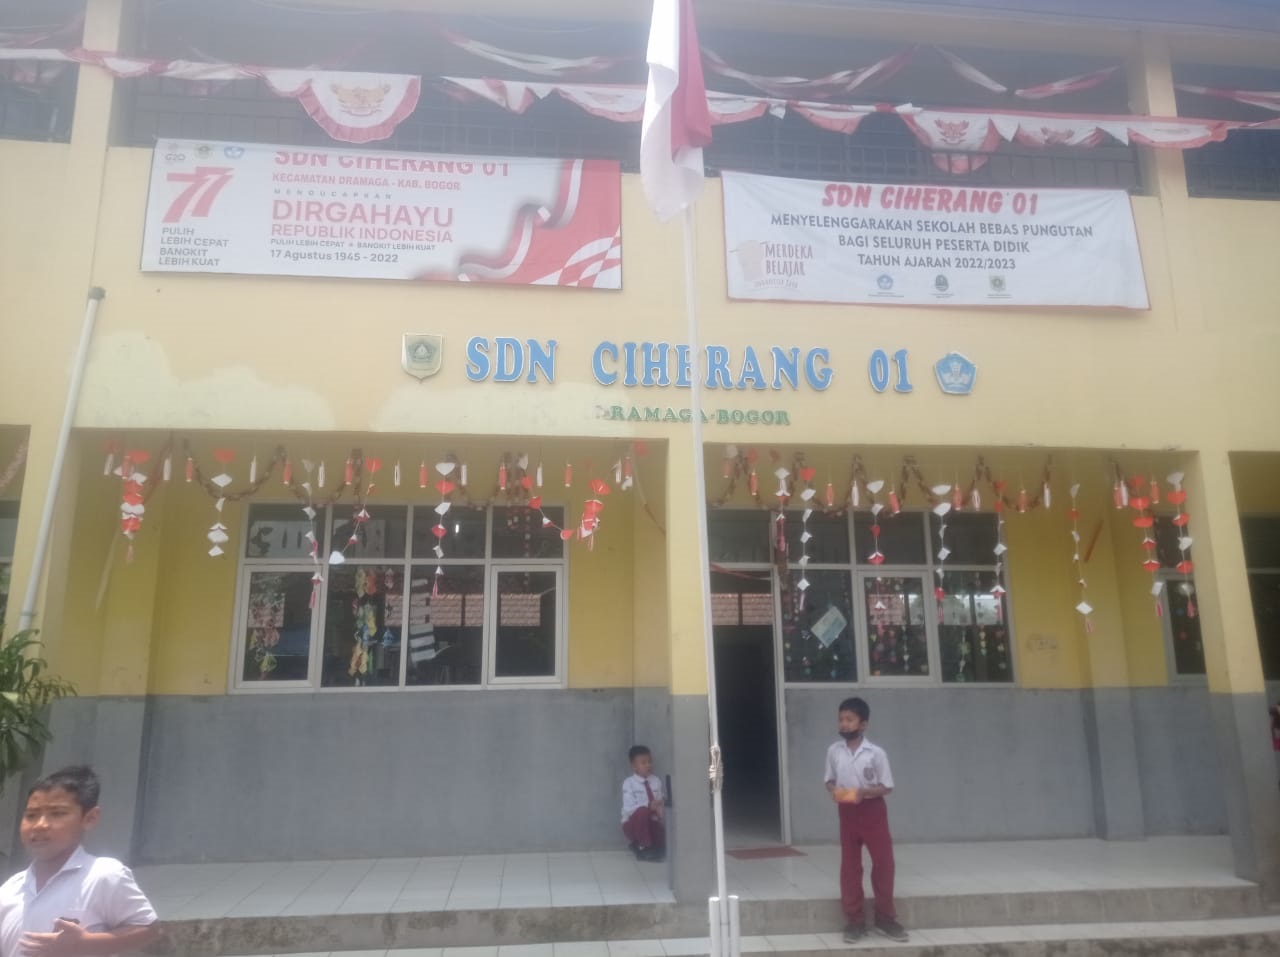 G20
77
PULIH
LEBIH CEPAT
BANGKIT
LEBIH KUAT
SDN CIHERANG 01
KECAMATAN DRAMAGA - KAB. BOGOR
MENGUCAPKAN
DIRGAHAYU
REPUBLIK INDONESIA
PULIH LEBIH CEPAT # BANGKIT LEBIH KUAT
17 Agustus 1945 - 2022
SDN CIHERANG 01
MENYELENGGARAKAN SEKOLAH BEBAS PUNGUTAN
BAGI SELURUH PESERTA DIDIK
TAHUN AJARAN 2022/2023
MERDEKA
BELAJAR
SDN CIHERANG 01
RAMAGA-BOGOR